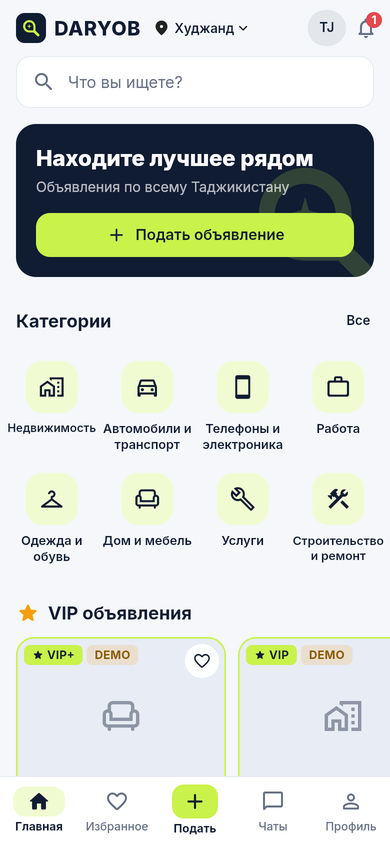 DARYOB
Худжанд
TJ
1
Что вы ищете?
Находите лучшее рядом
Объявления по всему Таджикистану
Подать объявление
Категории
Все
Недвижимость
Автомобили и
транспорт
Телефоны и
электроника
Работа
Одежда и
обувь
Дом и мебель
Услуги
Строительство
и ремонт
VIP объявления
VIP+
DEMO
VIP
DEMO
Главная
Избранное
Подать
Чаты
Профиль